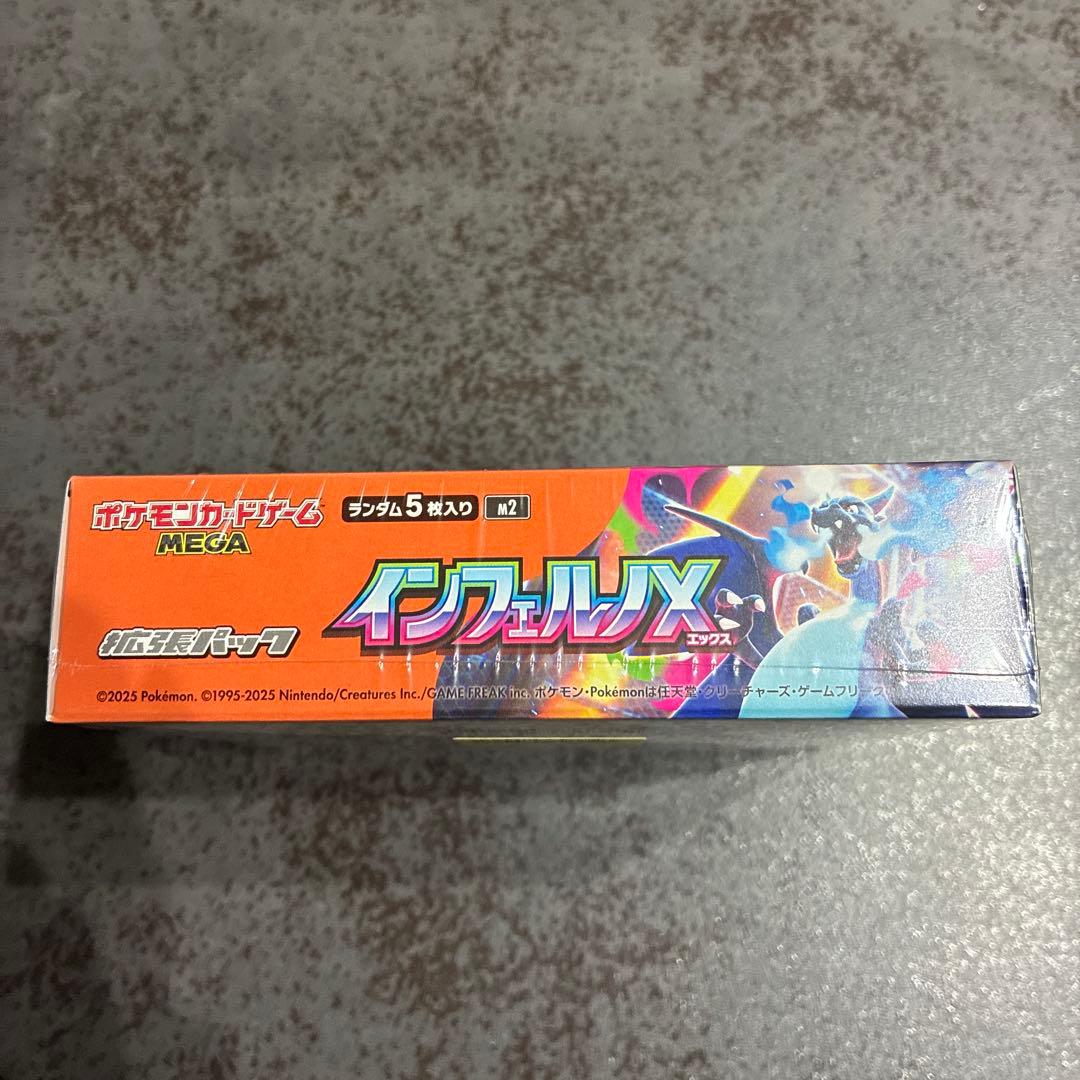 ポケモンカードゲーム
MEGA
ランダム5枚入り
M2
インフェルノX
エックス
拡張パック
©2025 Pokémon. ©1995-2025 Nintendo/Creatures Inc./GAME FREAK inc. ポケモン・Pokémonは任天堂・クリーチャーズ・ゲームフリーク